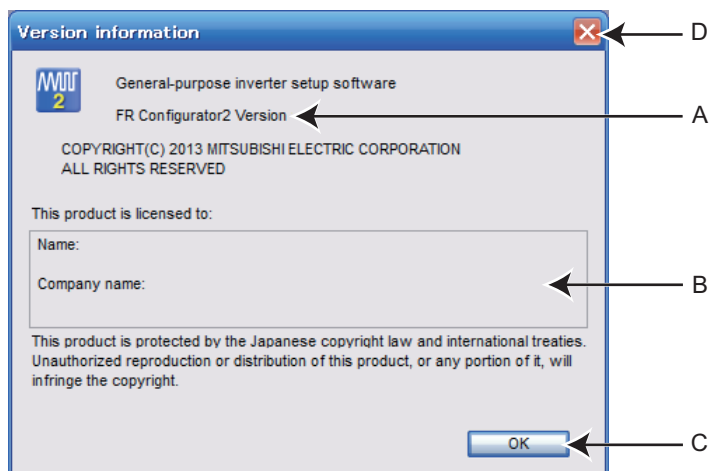 Version information
D
General-purpose inverter setup software
2
FR Configurator2 Version
A
COPYRIGHT(C) 2013 MITSUBISHI ELECTRIC CORPORATION
ALL RIGHTS RESERVED
This product is licensed to:
Name:
Company name:
B
This product is protected by the Japanese copyright law and international treaties.
Unauthorized reproduction or distribution of this product, or any portion of it, will
infringe the copyright.
OK
C